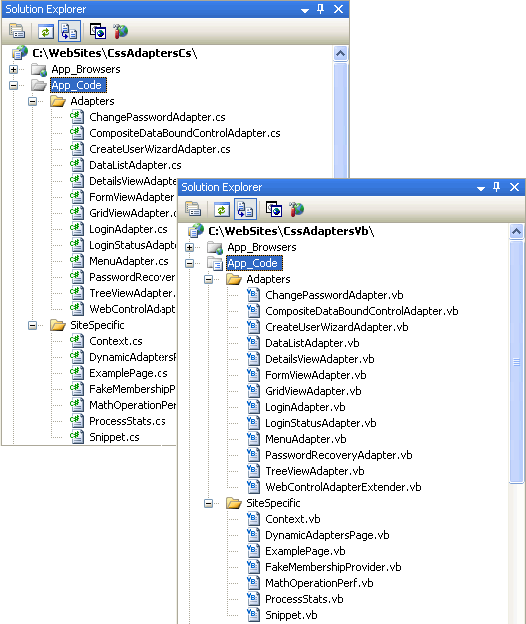 Solution Explorer
C:\WebSites\CssAdaptersCs\
App_Browsers
App_Code
Adapters
ChangePasswordAdapter.cs
CompositeDataBoundControlAdapter.cs
CreateUserWizardAdapter.cs
DataListAdapter.cs
DetailsViewAdapte
FormViewAdapter
GridViewAdapter.c
LoginAdapter.cs
LoginStatusAdapt
MenuAdapter.cs
PasswordRecover
TreeViewAdapter.
WebControlAdapt
SiteSpecific
Context.cs
DynamicAdaptersF
ExamplePage.cs
FakeMembershipP
MathOperationPer
ProcessStats.cs
Snippet.cs
Solution Explorer
C:\WebSites\CssAdaptersVb\
App_Browsers
App_Code
Adapters
ChangePasswordAdapter.vb
CompositeDataBoundControlAdapter.vb
CreateUserWizardAdapter.vb
DataListAdapter.vb
DetailsViewAdapter.vb
FormViewAdapter.vb
GridViewAdapter.vb
LoginAdapter.vb
LoginStatusAdapter.vb
MenuAdapter.vb
PasswordRecoveryAdapter.vb
TreeViewAdapter.vb
WebControlAdapterExtender.vb
SiteSpecific
Context.vb
DynamicAdaptersPage.vb
ExamplePage.vb
FakeMembershipProvider.vb
MathOperationPerf.vb
ProcessStats.vb
Snippet.vb